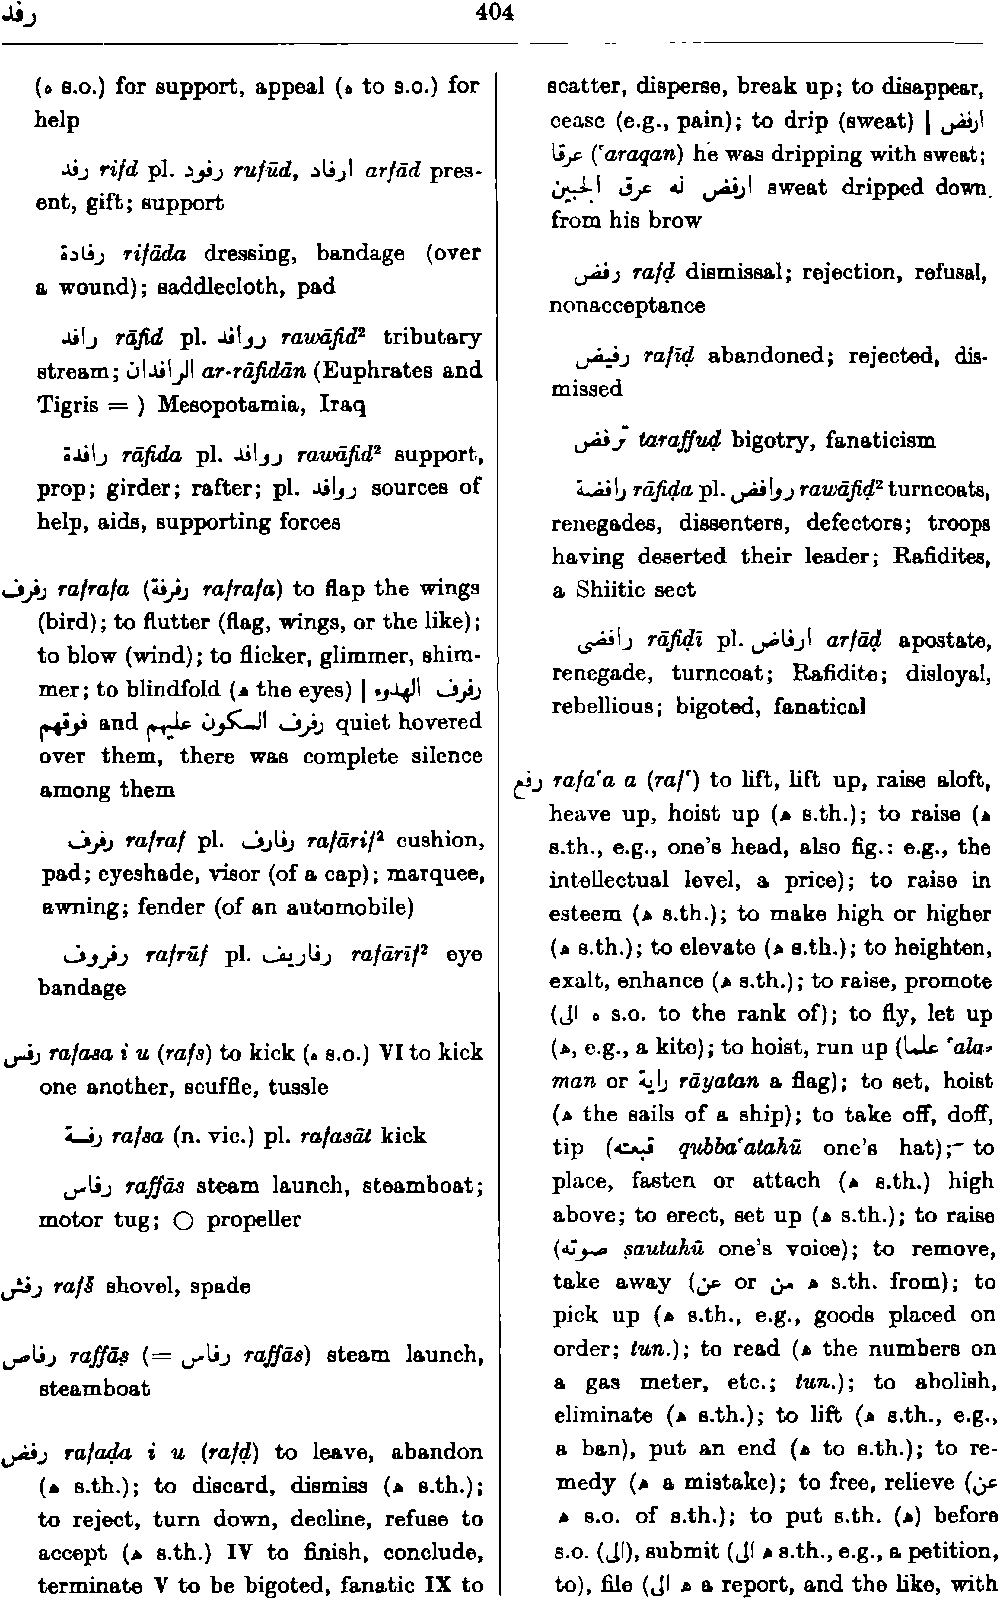 رفد
404
(ه s.o.) for support, appeal (ه to s.o.) for
help
رفد rifd pl. رفود rufūd, ارفاد arfād pres-
ent, gift; support
رفادة rifāda dressing, bandage (over
a wound); saddlecloth, pad
رافد rāfid pl. روافد rawāfid² tributary
stream; الرافدان ar-rāfidān (Euphrates and
Tigris = ) Mesopotamia, Iraq
رافدة rāfida pl. روافد rawāfid² support,
prop; girder; rafter; pl. روافد sources of
help, aids, supporting forces
رفرف rafrafa (رفرفة rafrafa) to flap the wings
(bird); to flutter (flag, wings, or the like);
to blow (wind); to flicker, glimmer, shim-
mer; to blindfold (ه the eyes) | رفرف الهدوء
فوقهم and رفرف السكون عليهم quiet hovered
over them, there was complete silence
among them
رفرف rafraf pl. رفارف rafārif² cushion,
pad; eyeshade, visor (of a cap); marquee,
awning; fender (of an automobile)
رفروف rafrūf pl. رفاريف rafārīf² eye
bandage
رفس rafasa i u (rafs) to kick (ه s.o.) VI to kick
one another, scuffle, tussle
رفسة rafsa (n. vic.) pl. rafasāt kick
رفاس raffās steam launch, steamboat;
motor tug; ○ propeller
رفش rafš shovel, spade
رفاص raffāṣ (= رفاس raffās) steam launch,
steamboat
رفض rafaḍa i u (rafḍ) to leave, abandon
(ه s.th.); to discard, dismiss (ه s.th.);
to reject, turn down, decline, refuse to
accept (ه s.th.) IV to finish, conclude,
terminate V to be bigoted, fanatic IX to
scatter, disperse, break up; to disappear,
cease (e.g., pain); to drip (sweat) | ارفض
عرقا (‘araqan) he was dripping with sweat;
ارفض له عرق الجبين sweat dripped down
from his brow
رفض rafḍ dismissal; rejection, refusal,
nonacceptance
رفيض rafīḍ abandoned; rejected, dis-
missed
ترفض taraffuḍ bigotry, fanaticism
رافضة rāfiḍa pl. روافض rawāfiḍ² turncoats,
renegades, dissenters, defectors; troops
having deserted their leader; Rafidites,
a Shiitic sect
رافضى rāfiḍī pl. ارفاض arfāḍ apostate,
renegade, turncoat; Rafidite; disloyal,
rebellious; bigoted, fanatical
رفع rafa‘a a (raf‘) to lift, lift up, raise aloft,
heave up, hoist up (ه s.th.); to raise (ه
s.th., e.g., one’s head, also fig.: e.g., the
intellectual level, a price); to raise in
esteem (ه s.th.); to make high or higher
(ه s.th.); to elevate (ه s.th.); to heighten,
exalt, enhance (ه s.th.); to raise, promote
(ه الى s.o. to the rank of); to fly, let up
(ه, e.g., a kite); to hoist, run up (علما ‘ala-
man or راية rāyatan a flag); to set, hoist
(ه the sails of a ship); to take off, doff,
tip (قبعته qubba‘atahū one’s hat); to
place, fasten or attach (ه s.th.) high
above; to erect, set up (ه s.th.); to raise
(صوته ṣautahū one’s voice); to remove,
take away (ه من or عن s.th. from); to
pick up (ه s.th., e.g., goods placed on
order; tun.); to read (ه the numbers on
a gas meter, etc.; tun.); to abolish,
eliminate (ه s.th.); to lift (ه s.th., e.g.,
a ban), put an end (ه to s.th.); to re-
medy (ه a mistake); to free, relieve (عن
ه s.o. of s.th.); to put s.th. (ه) before
s.o. (الى), submit (ه الى s.th., e.g., a petition,
to), file (ه الى a report, and the like, with